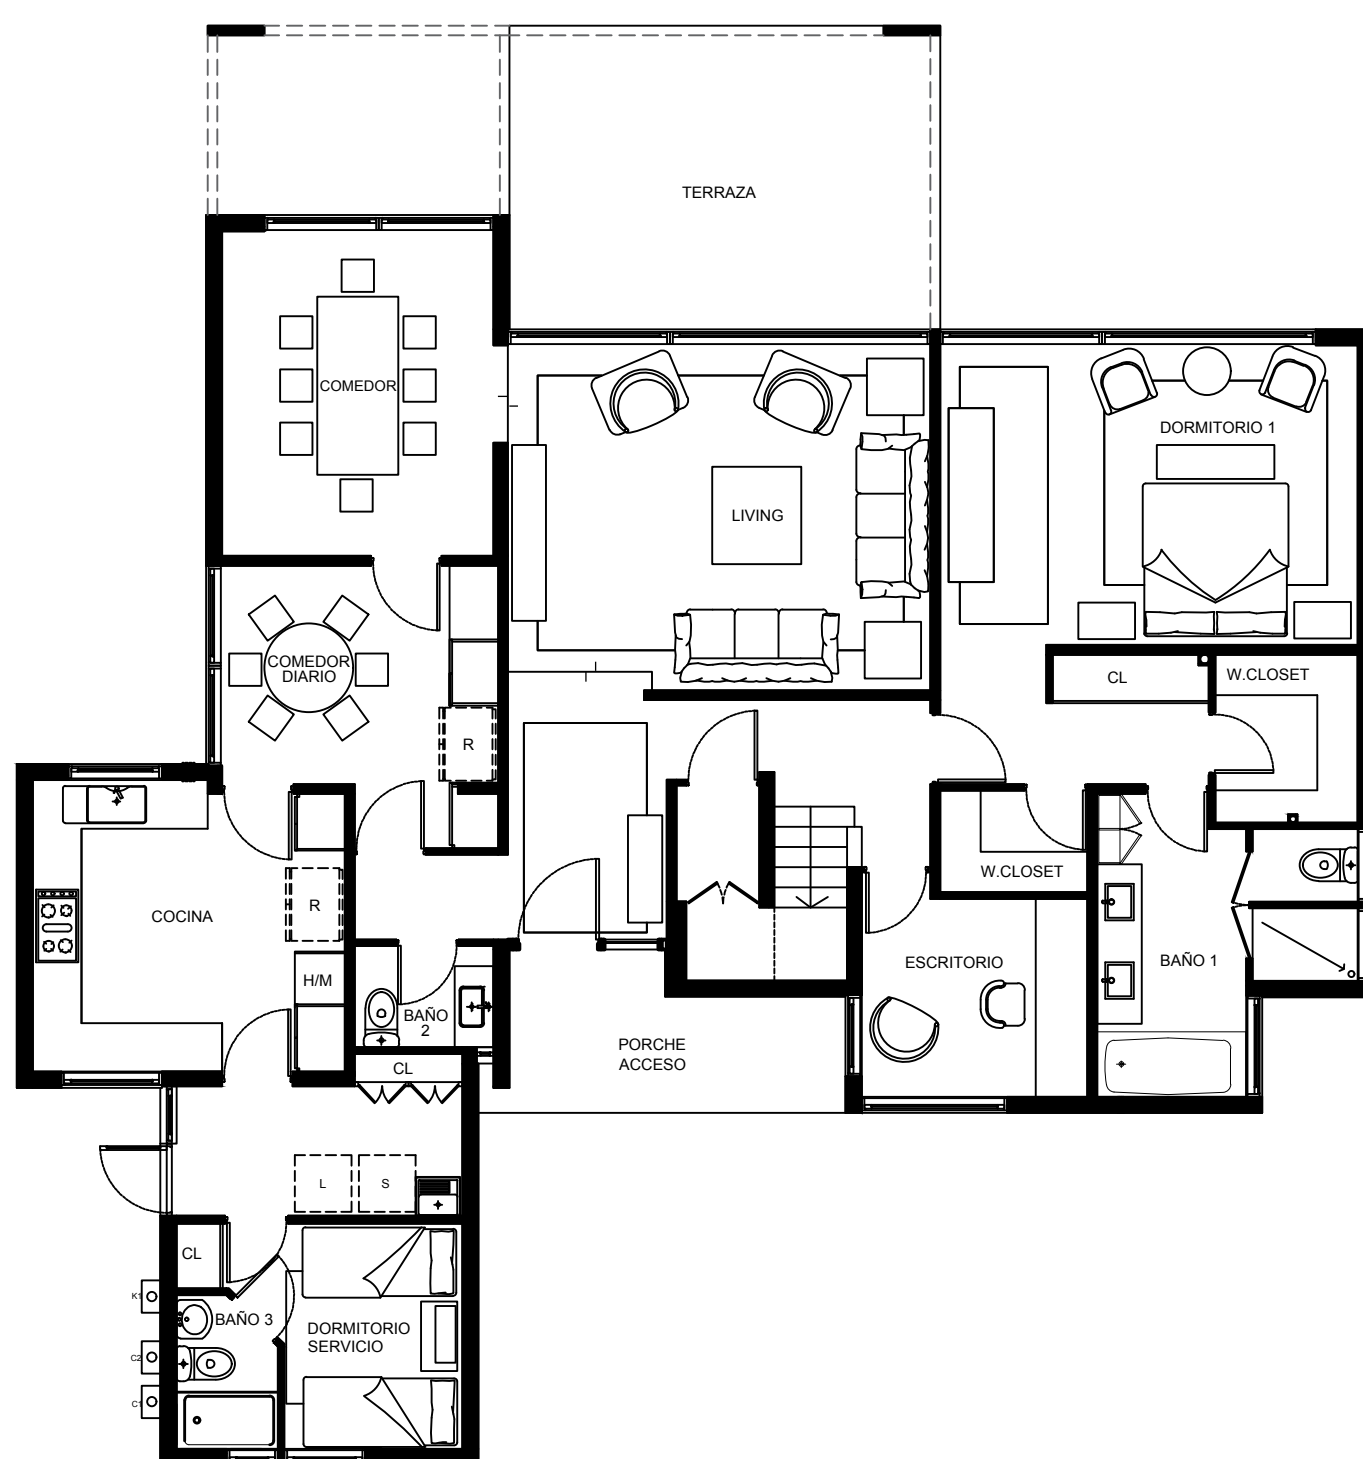 TERRAZA
COMEDOR
DORMITORIO 1
LIVING
COMEDOR
DIARIO
CL
W.CLOSET
R
W.CLOSET
R
COCINA
BAÑO 1
ESCRITORIO
H/M
BAÑO
2
PORCHE
ACCESO
CL
L
S
CL
K1
BAÑO 3
DORMITORIO
SERVICIO
C2
C1